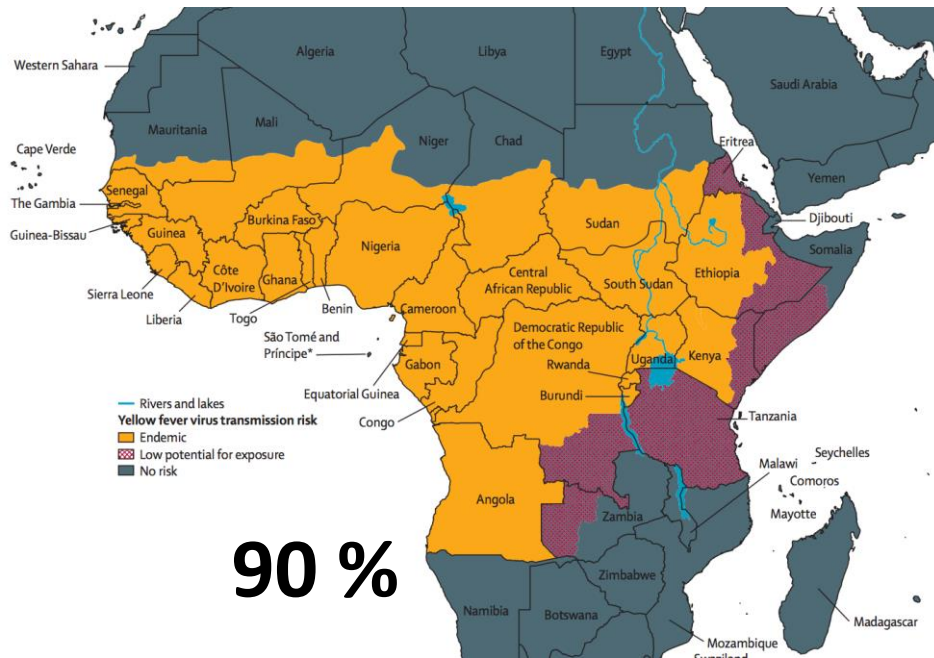 Algeria
Libya
Egypt
Western Sahara
Saudi Arabia
Mauritania
Mali
Niger
Chad
Eritrea
Cape Verde
Yemen
Senegal
The Gambia
Burkina Faso
Sudan
Djibouti
Guinea-Bissau
Guinea
Nigeria
Somalia
Côte
D'Ivoire
Ghana
Central
African Republic
South Sudan
Ethiopia
Sierra Leone
Liberia
Togo
Benin
Cameroon
São Tomé and
Príncipe*
Democratic Republic
of the Congo
Uganda
Kenya
Gabon
Rwanda
Equatorial Guinea
Burundi
Congo
Tanzania
Rivers and lakes
Yellow fever virus transmission risk
Endemic
Low potential for exposure
No risk
Malawi
Seychelles
Comoros
Mayotte
Angola
Zambia
90 %
Zimbabwe
Namibia
Botswana
Madagascar
Mozambique
Swaziland